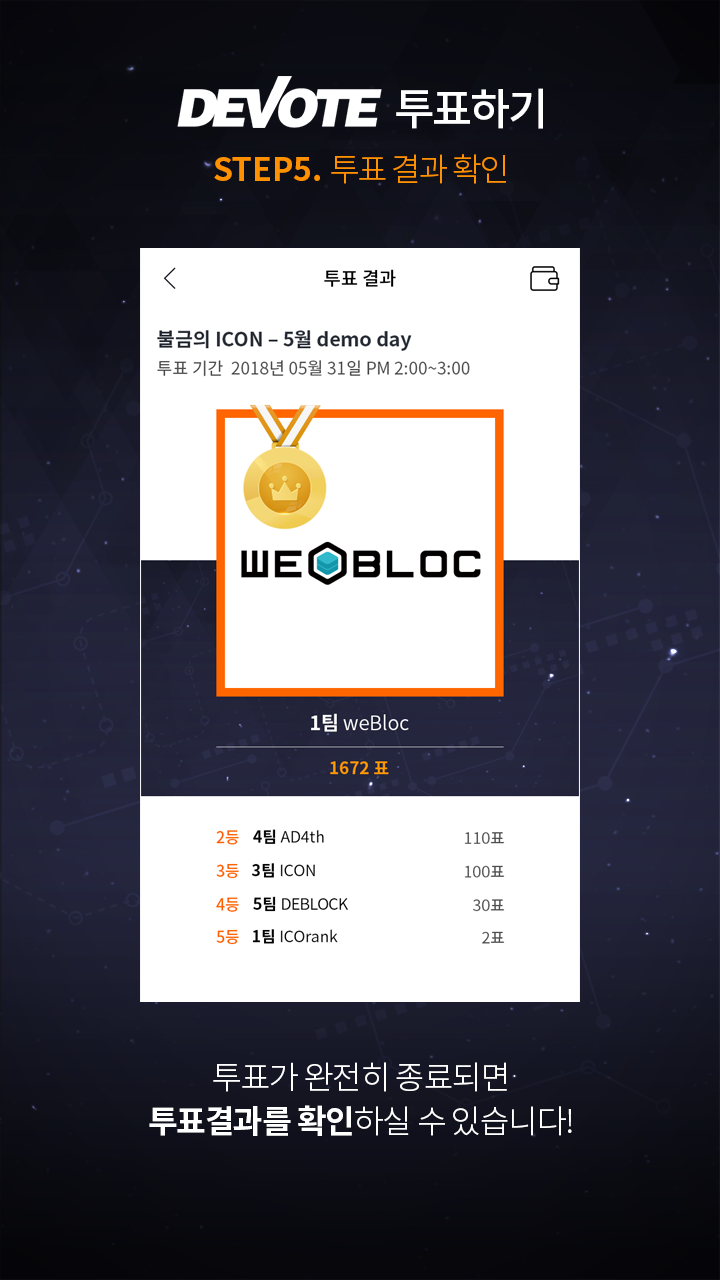 DEVOTE 투표하기
STEP5. 투표 결과 확인
투표 결과
불금의 ICON – 5월 demo day
투표 기간 2018년 05월 31일 PM 2:00~3:00
WEBLOC
1팀 weBloc
1672 표
2등 4팀 AD4th 110표
3등 3팀 ICON 100표
4등 5팀 DEBLOCK 30표
5등 1팀 ICOrank 2표
투표가 완전히 종료되면
투표결과를 확인하실 수 있습니다!